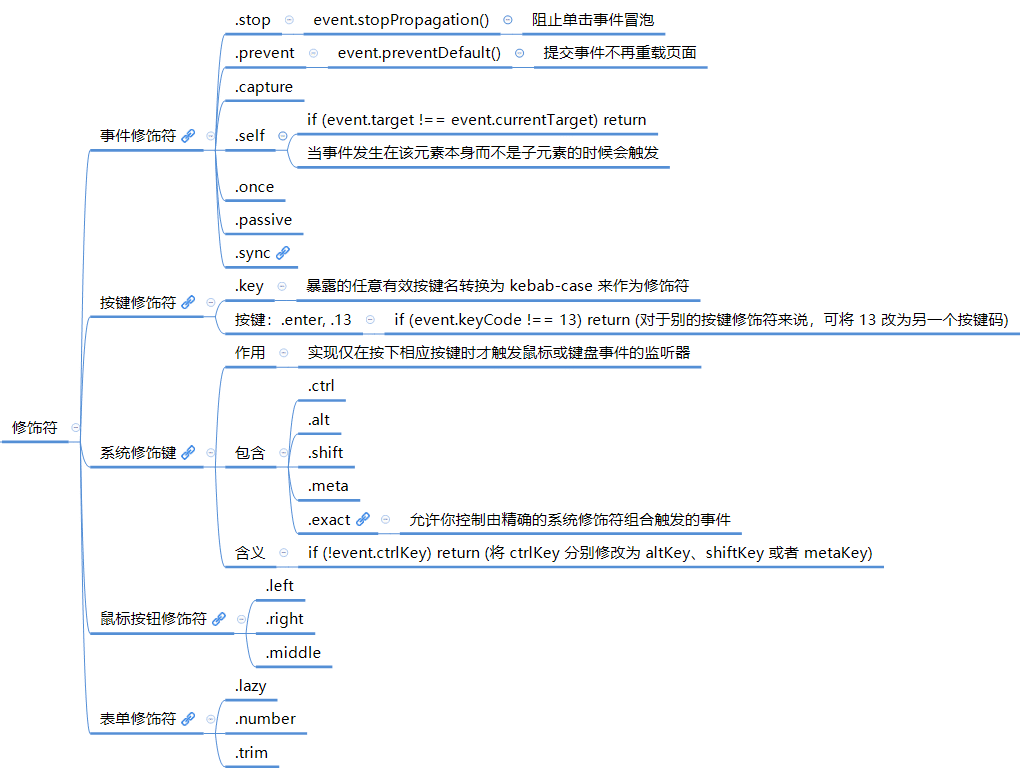 修饰符
事件修饰符
.stop
event.stopPropagation()
阻止单击事件冒泡
.prevent
event.preventDefault()
提交事件不再重载页面
.capture
.self
if (event.target !== event.currentTarget) return
当事件发生在该元素本身而不是子元素的时候会触发
.once
.passive
.sync
按键修饰符
.key
暴露的任意有效按键名转换为 kebab-case 来作为修饰符
按键：.enter, .13
if (event.keyCode !== 13) return (对于别的按键修饰符来说，可将 13 改为另一个按键码)
系统修饰键
作用
实现仅在按下相应按键时才触发鼠标或键盘事件的监听器
包含
.ctrl
.alt
.shift
.meta
.exact
允许你控制由精确的系统修饰符组合触发的事件
含义
if (!event.ctrlKey) return (将 ctrlKey 分别修改为 altKey、shiftKey 或者 metaKey)
鼠标按钮修饰符
.left
.right
.middle
表单修饰符
.lazy
.number
.trim